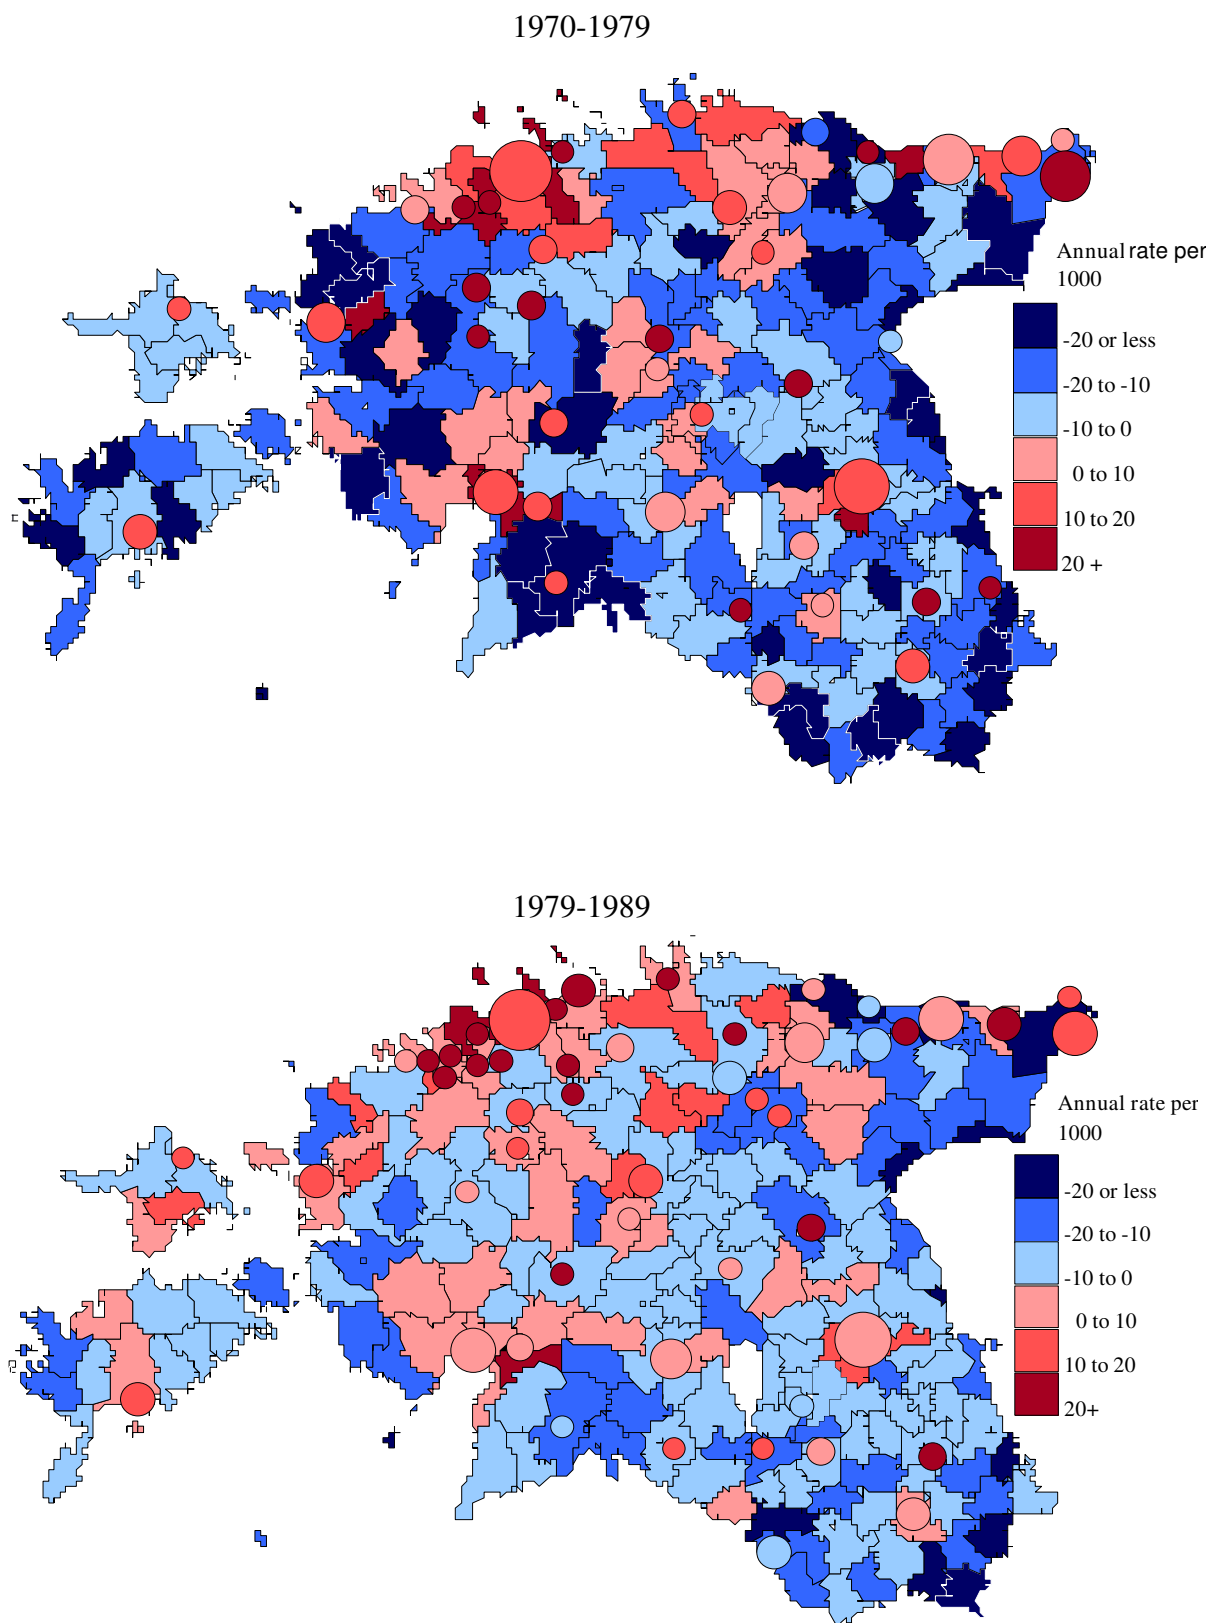 1970-1979
Annual rate per
1000
-20 or less
-20 to -10
-10 to 0
0 to 10
10 to 20
20 +
1979-1989
Annual rate per
1000
-20 or less
-20 to -10
-10 to 0
0 to 10
10 to 20
20+